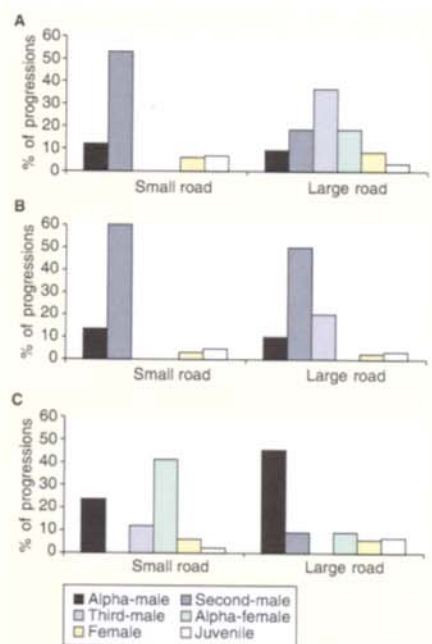 A
% of progressions
60
50
40
30
20
10
0
Small road
Large road
B
% of progressions
60
50
40
30
20
10
0
Small road
Large road
C
% of progressions
60
50
40
30
20
10
0
Small road
Large road
Alpha-male
Second-male
Third-male
Alpha-female
Female
Juvenile